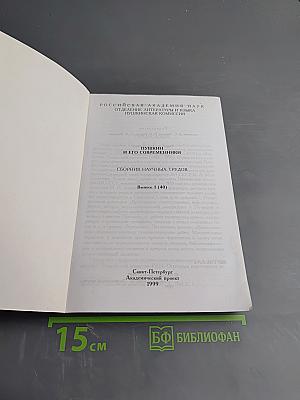 РОССИЙСКАЯ АКАДЕМИЯ НАУК
ОТДЕЛЕНИЕ ЛИТЕРАТУРЫ И ЯЗЫКА
ПУШКИНСКАЯ КОМИССИЯ
ПУШКИН
И ЕГО СОВРЕМЕННИКИ
СБОРНИК НАУЧНЫХ ТРУДОВ
Выпуск 1 (40)
Санкт-Петербург
Академический проект
1999
15 см
БФ БИБЛИОФАН